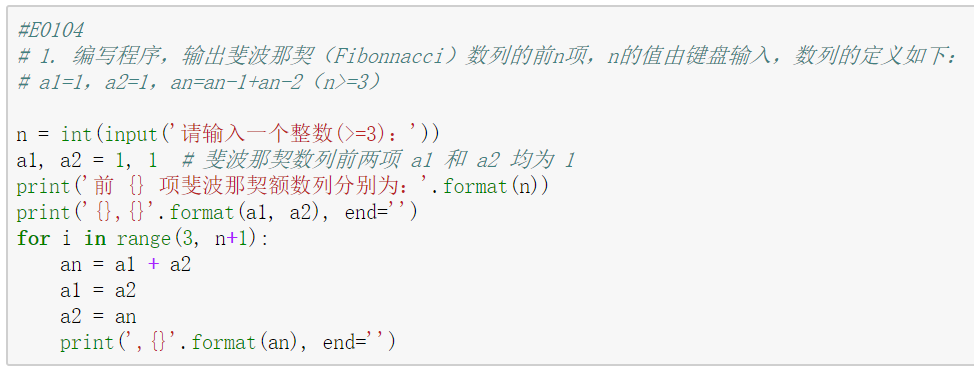 #E0104
# 1. 编写程序，输出斐波那契（Fibonnacci）数列的前n项，n的值由键盘输入，数列的定义如下：
# a1=1，a2=1，an=an-1+an-2（n>=3）
n = int(input('请输入一个整数(>=3)：'))
a1, a2 = 1, 1  # 斐波那契数列前两项 a1 和 a2 均为 1
print('前 {} 项斐波那契额数列分别为：'.format(n))
print('{},{}'.format(a1, a2), end='')
for i in range(3, n+1):
    an = a1 + a2
    a1 = a2
    a2 = an
    print(',{}'.format(an), end='')